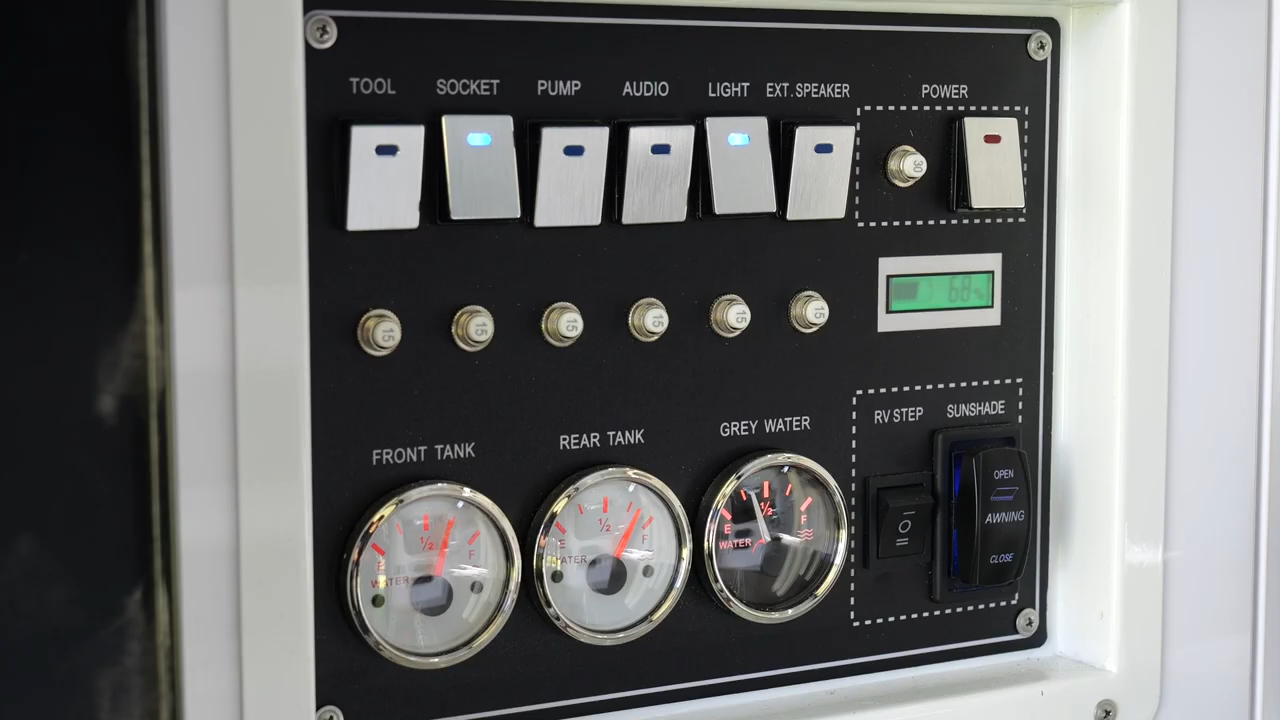 TOOL SOCKET PUMP AUDIO LIGHT EXT.SPEAKER POWER
30
68%
15 15 15 15 15 15
RV STEP SUNSHADE
FRONT TANK REAR TANK GREY WATER
OPEN
AWNING
CLOSE
E 1/2 F
WATER
E 1/2 F
WATER
E 1/2 F
WATER